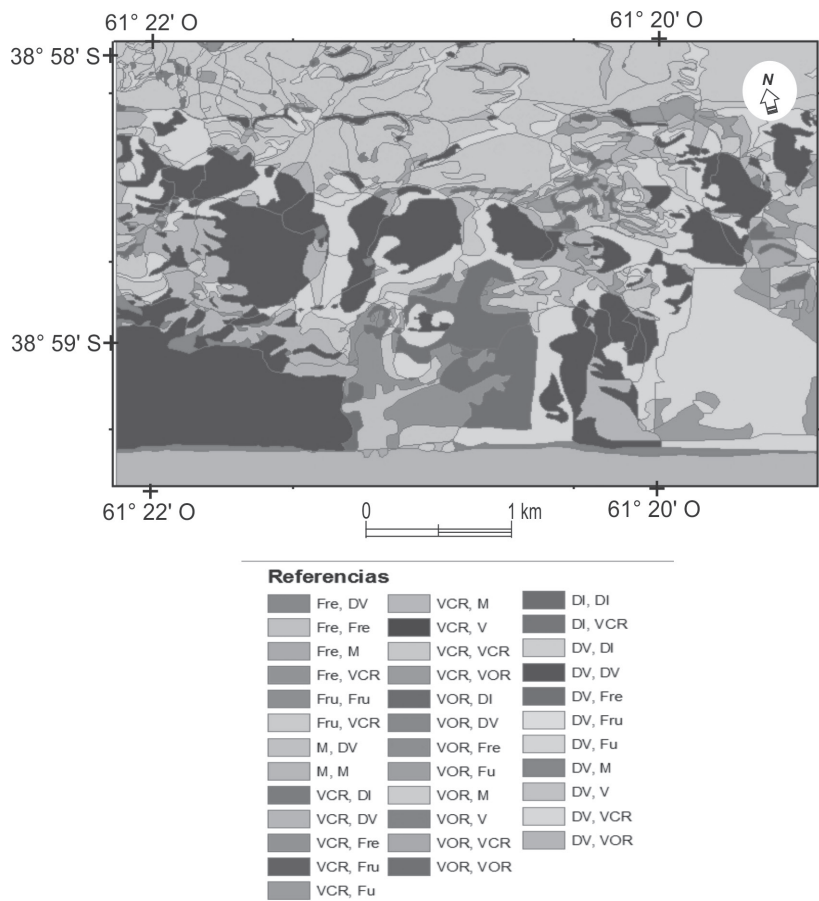 61° 22' O
61° 20' O
38° 58' S
N
38° 59' S
61° 22' O
0
1 km
61° 20' O
Referencias
Fre, DV
Fre, Fre
Fre, M
Fre, VCR
Fru, Fru
Fru, VCR
M, DV
M, M
VCR, DI
VCR, DV
VCR, Fre
VCR, Fru
VCR, Fu
VCR, M
VCR, V
VCR, VCR
VCR, VOR
VOR, DI
VOR, DV
VOR, Fre
VOR, Fu
VOR, M
VOR, V
VOR, VCR
VOR, VOR
DI, DI
DI, VCR
DV, DI
DV, DV
DV, Fre
DV, Fru
DV, Fu
DV, M
DV, V
DV, VCR
DV, VOR